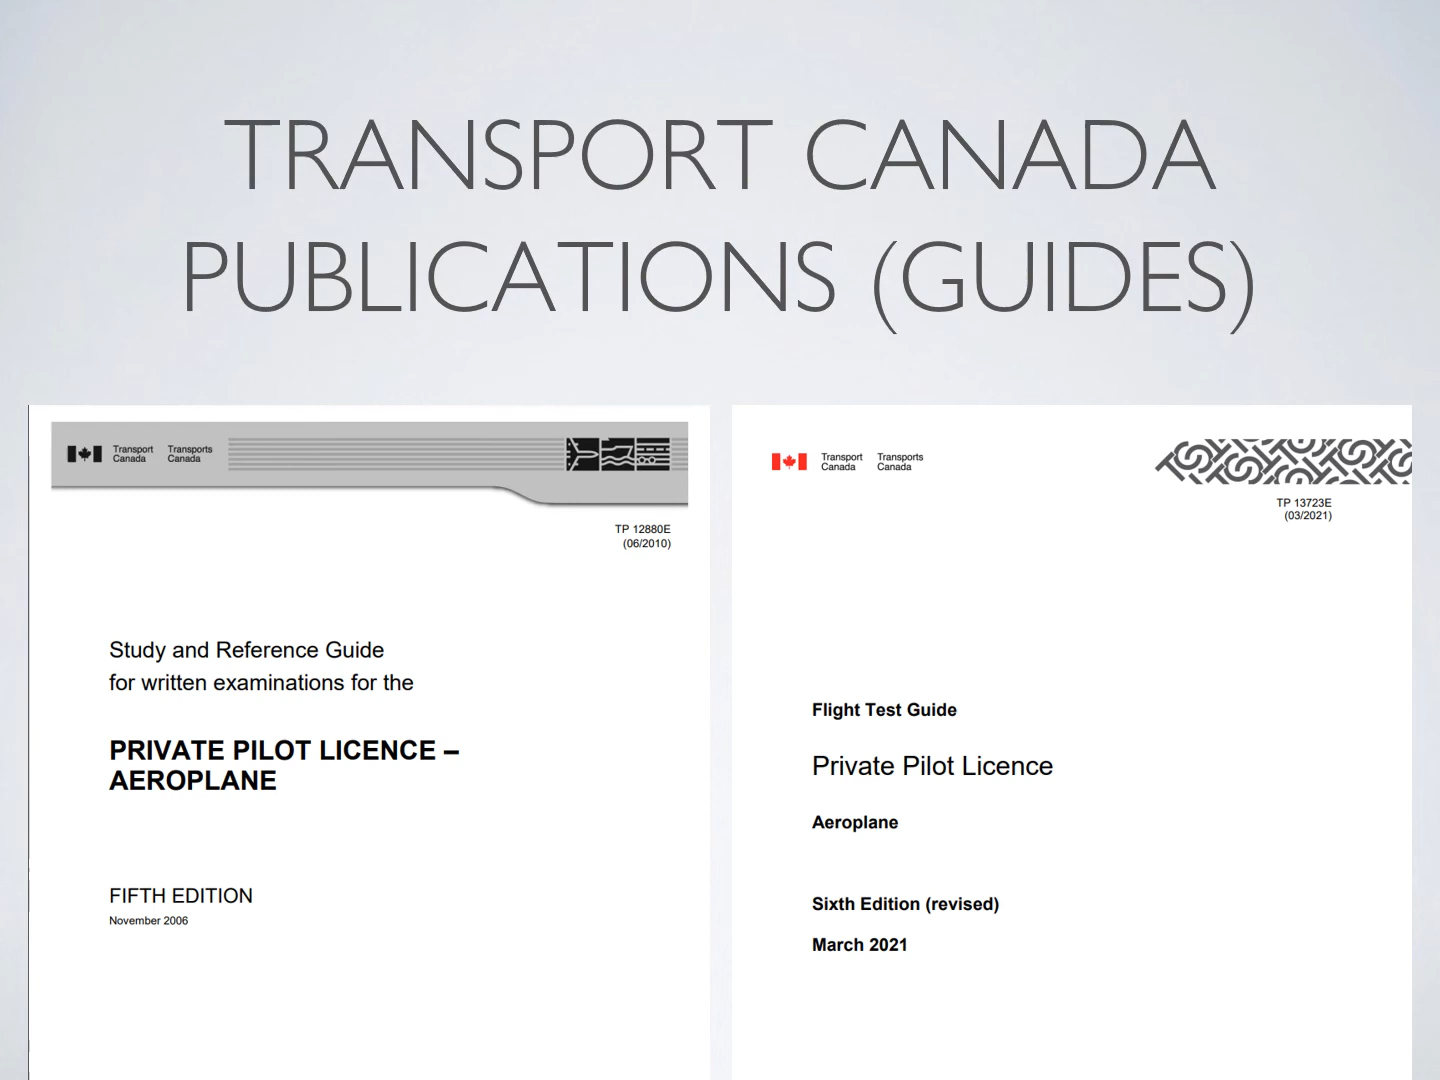 TRANSPORT CANADA
PUBLICATIONS (GUIDES)
Transport Canada
Transports Canada
TP 12880E
(06/2010)
Study and Reference Guide
for written examinations for the
PRIVATE PILOT LICENCE –
AEROPLANE
FIFTH EDITION
November 2006
Transport Canada
Transports Canada
TP 13723E
(03/2021)
Flight Test Guide
Private Pilot Licence
Aeroplane
Sixth Edition (revised)
March 2021